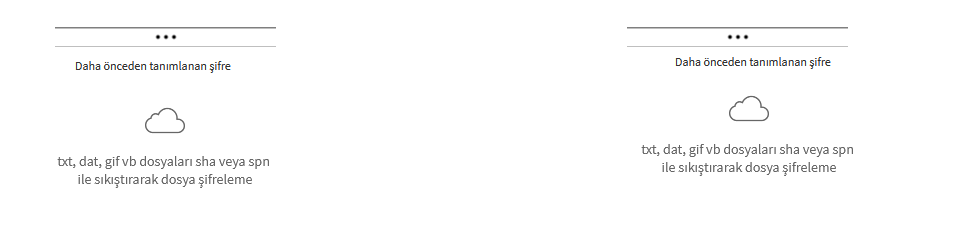 •••
Daha önceden tanımlanan şifre
txt, dat, gif vb dosyaları sha veya spn
ile sıkıştırarak dosya şifreleme
•••
Daha önceden tanımlanan şifre
txt, dat, gif vb dosyaları sha veya spn
ile sıkıştırarak dosya şifreleme